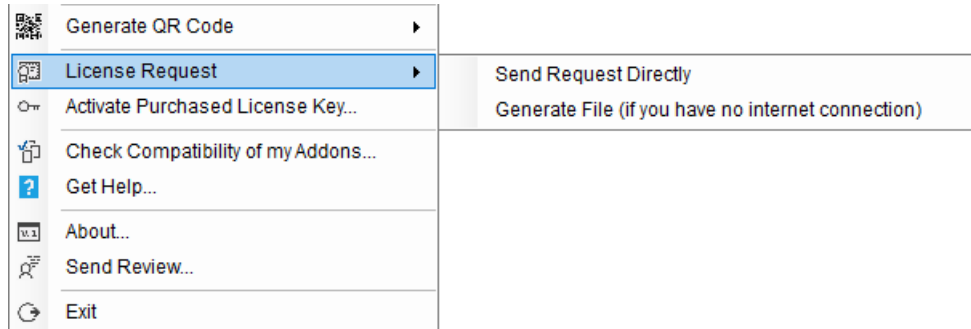 Generate QR Code
License Request
Send Request Directly
Activate Purchased License Key...
Generate File (if you have no internet connection)
Check Compatibility of my Addons...
Get Help...
About...
Send Review...
Exit